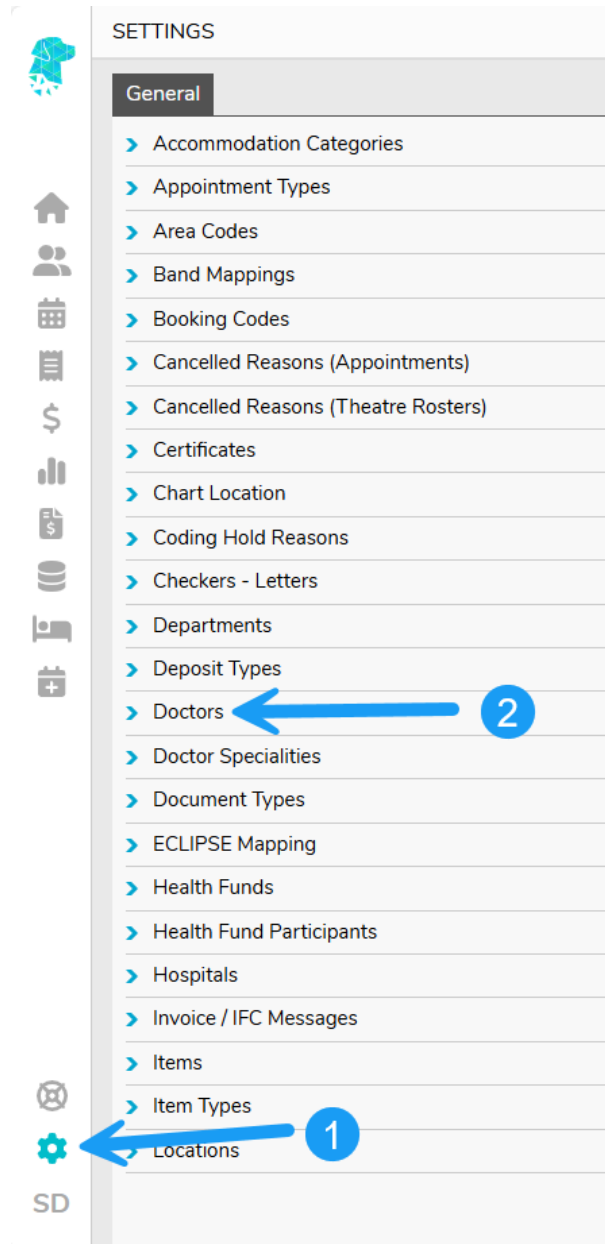 SETTINGS
General
Accommodation Categories
Appointment Types
Area Codes
Band Mappings
Booking Codes
Cancelled Reasons (Appointments)
Cancelled Reasons (Theatre Rosters)
Certificates
Chart Location
Coding Hold Reasons
Checkers - Letters
Departments
Deposit Types
Doctors 2
Doctor Specialities
Document Types
ECLIPSE Mapping
Health Funds
Health Fund Participants
Hospitals
Invoice / IFC Messages
Items
Item Types
1
Locations
SD